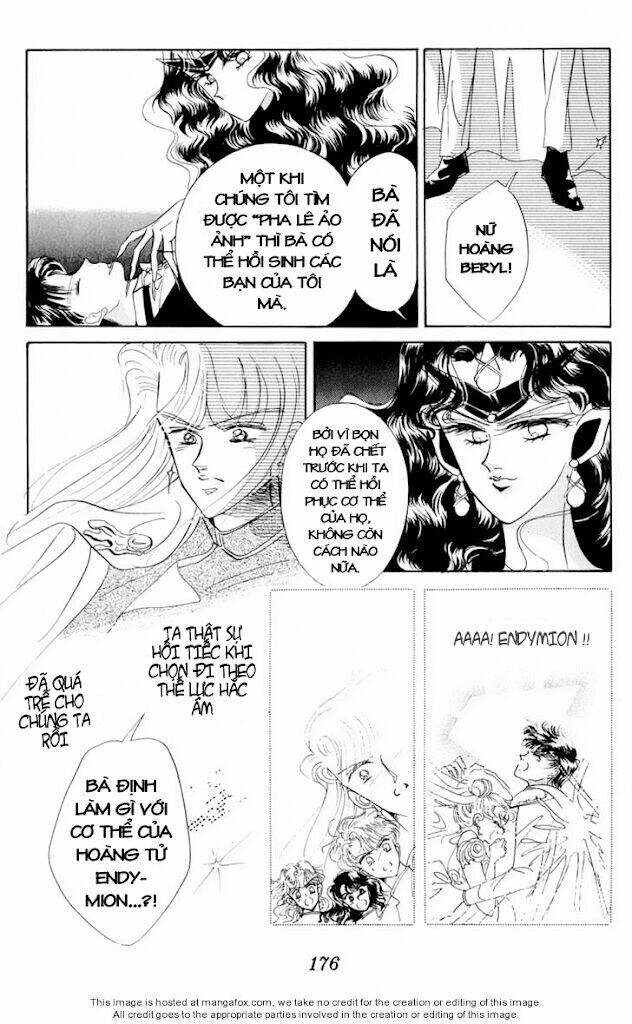 NỮ
HOÀNG
BERYL!
BÀ
ĐÃ
NÓI
LÀ
MỘT KHI
CHÚNG TÔI TÌM
ĐƯỢC "PHA LÊ ẢO
ẢNH" THÌ BÀ CÓ
THỂ HỒI SINH CÁC
BẠN CỦA TÔI
MÀ.
BỞI VÌ BỌN
HỌ ĐÃ CHẾT
TRƯỚC KHI TA
CÓ THỂ HỒI
PHỤC CƠ THỂ
CỦA HỌ,
KHÔNG CÒN
CÁCH NÀO
NỮA.
AAAA! ENDYMION !!
TA THẬT SỰ
HỐI TIẾC KHI
CHỌN ĐI THEO
THẾ LỰC HẮC
ÁM
ĐÃ QUÁ
TRỄ CHO
CHÚNG TA
RỒI
BÀ ĐỊNH
LÀM GÌ VỚI
CƠ THỂ CỦA
HOÀNG TỬ
ENDY-
MION...?!
176
This image is hosted at mangafox.com, we take no credit for the creation or editing of this image.
All credit goes to the appropriate parties involved in the creation or editing of this image.